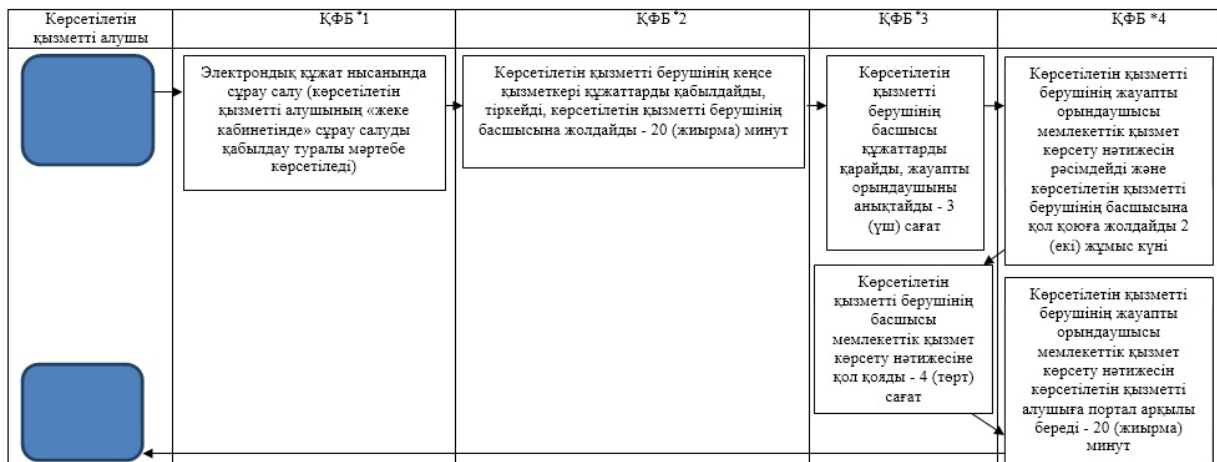 Көрсетілетін
қызметті алушы
ҚФБ *1
ҚФБ *2
ҚФБ *3
ҚФБ *4
Электрондық құжат нысанында
сұрау салу (көрсетілетін
қызметті алушының «жеке
кабинетінде» сұрау салуды
қабылдау туралы мәртебе
көрсетіледі)
Көрсетілетін қызметті берушінің кеңсе
қызметкері құжаттарды қабылдайды,
тіркейді, көрсетілетін қызметті берушінің
басшысына жолдайды - 20 (жиырма) минут
Көрсетілетін
қызметті
берушінің
басшысы
құжаттарды
қарайды, жауапты
орындаушыны
анықтайды - 3
(үш) сағат
Көрсетілетін қызметті
берушінің жауапты
орындаушысы
мемлекеттік қызмет
көрсету нәтижесін
рәсімдейді және
көрсетілетін қызметті
берушінің басшысына
қол қоюға жолдайды 2
(екі) жұмыс күні
Көрсетілетін
қызметті берушінің
басшысы
мемлекеттік қызмет
көрсету нәтижесіне
қол қояды - 4 (төрт)
сағат
Көрсетілетін қызметті
берушінің жауапты
орындаушысы
мемлекеттік қызмет
көрсету нәтижесін
көрсетілетін қызметті
алушыға портал арқылы
береді - 20 (жиырма)
минут